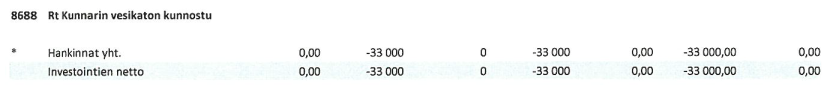 8688 Rt Kunnarin vesikaton kunnostu
* Hankinnat yht. 0,00 -33 000 0 -33 000 0,00 -33 000,00 0,00
Investointien netto 0,00 -33 000 0 -33 000 0,00 -33 000,00 0,00